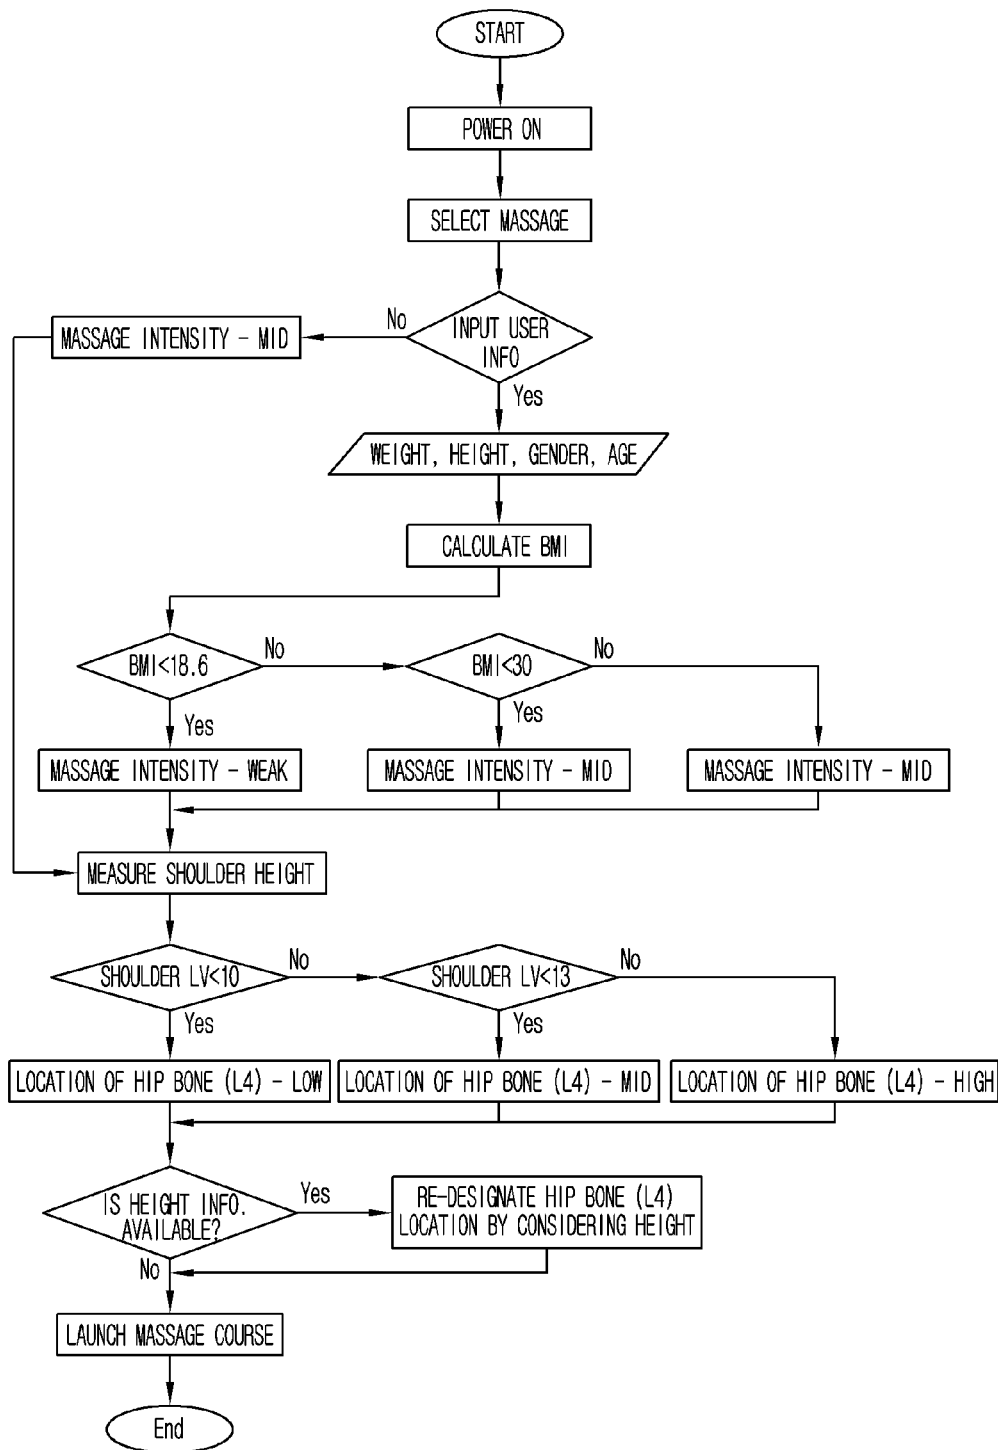 START
POWER ON
SELECT MASSAGE
No
MASSAGE INTENSITY - MID
INPUT USER
INFO
Yes
WEIGHT, HEIGHT, GENDER, AGE
CALCULATE BMI
BMI<18.6
No
BMI<30
No
Yes
Yes
MASSAGE INTENSITY - WEAK
MASSAGE INTENSITY - MID
MASSAGE INTENSITY - MID
MEASURE SHOULDER HEIGHT
SHOULDER LV<10
No
SHOULDER LV<13
No
Yes
Yes
LOCATION OF HIP BONE (L4) - LOW
LOCATION OF HIP BONE (L4) - MID
LOCATION OF HIP BONE (L4) - HIGH
IS HEIGHT INFO.
AVAILABLE?
Yes
RE-DESIGNATE HIP BONE (L4)
LOCATION BY CONSIDERING HEIGHT
No
LAUNCH MASSAGE COURSE
End